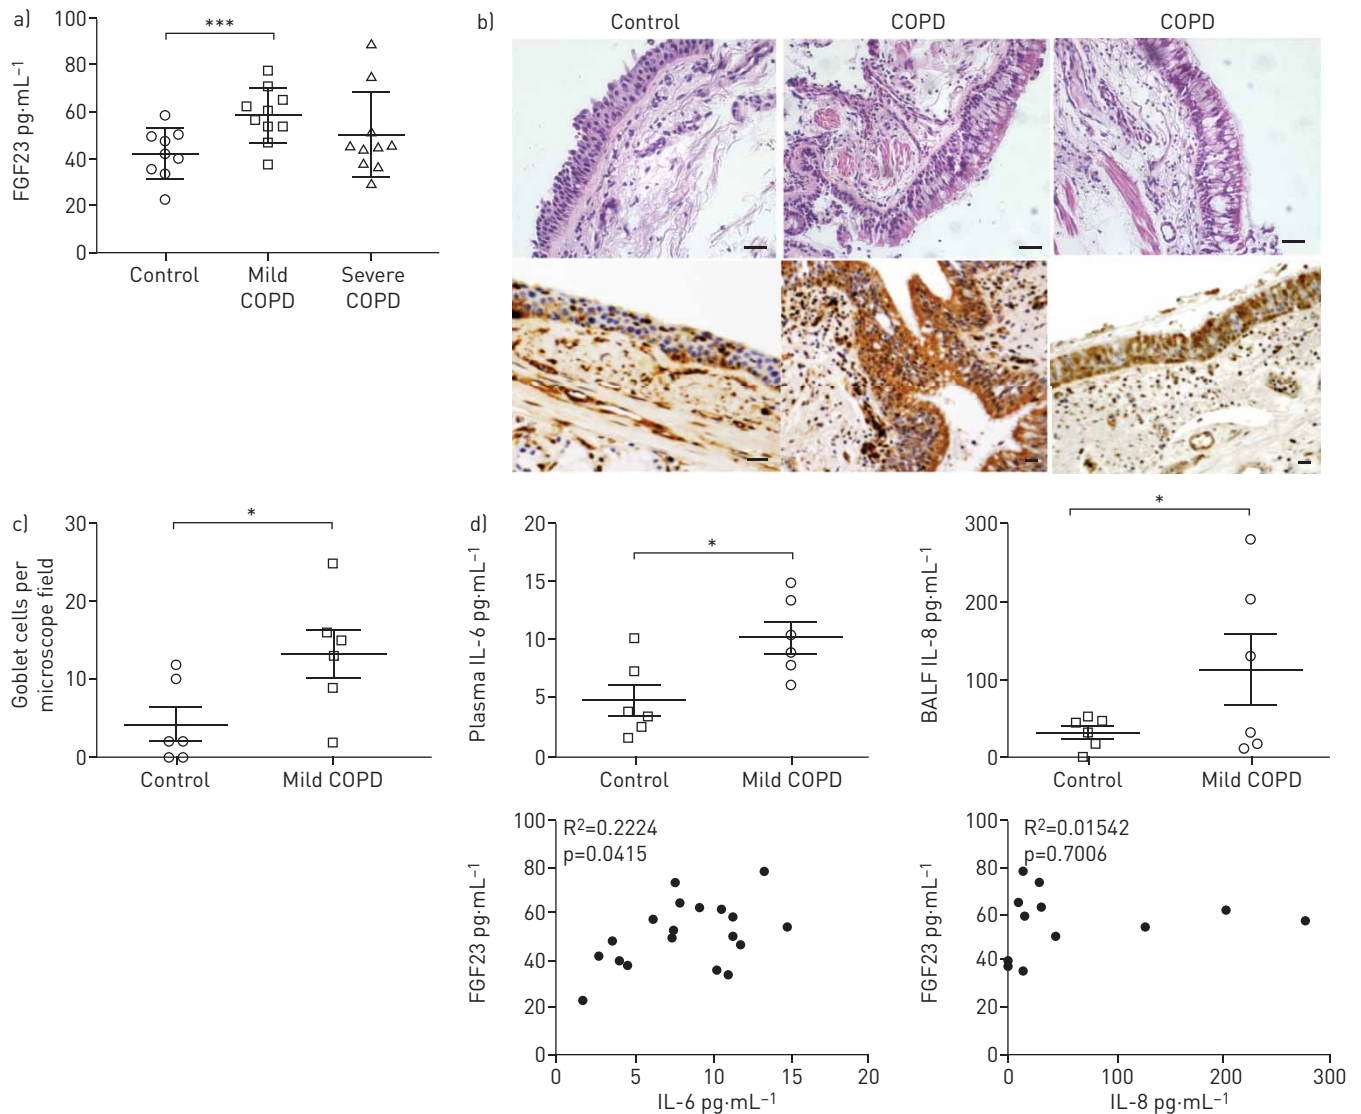 a)
100
80
60
40
20
0
FGF23 pg·mL⁻¹
***
Control
Mild COPD
Severe COPD
b)
Control
COPD
COPD
c)
30
20
10
0
Goblet cells per
microscope field
*
Control
Mild COPD
d)
20
15
10
5
0
Plasma IL-6 pg·mL⁻¹
*
Control
Mild COPD
300
200
100
0
BALF IL-8 pg·mL⁻¹
*
Control
Mild COPD
100
80
60
40
20
0
FGF23 pg·mL⁻¹
R²=0.2224
p=0.0415
0 5 10 15 20
IL-6 pg·mL⁻¹
100
80
60
40
20
0
FGF23 pg·mL⁻¹
R²=0.01542
p=0.7006
0 100 200 300
IL-8 pg·mL⁻¹